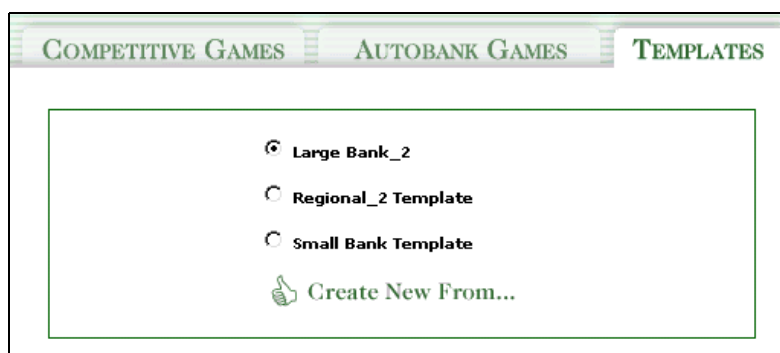 COMPETITIVE GAMES AUTOBANK GAMES TEMPLATES
Large Bank_2
Regional_2 Template
Small Bank Template
Create New From...